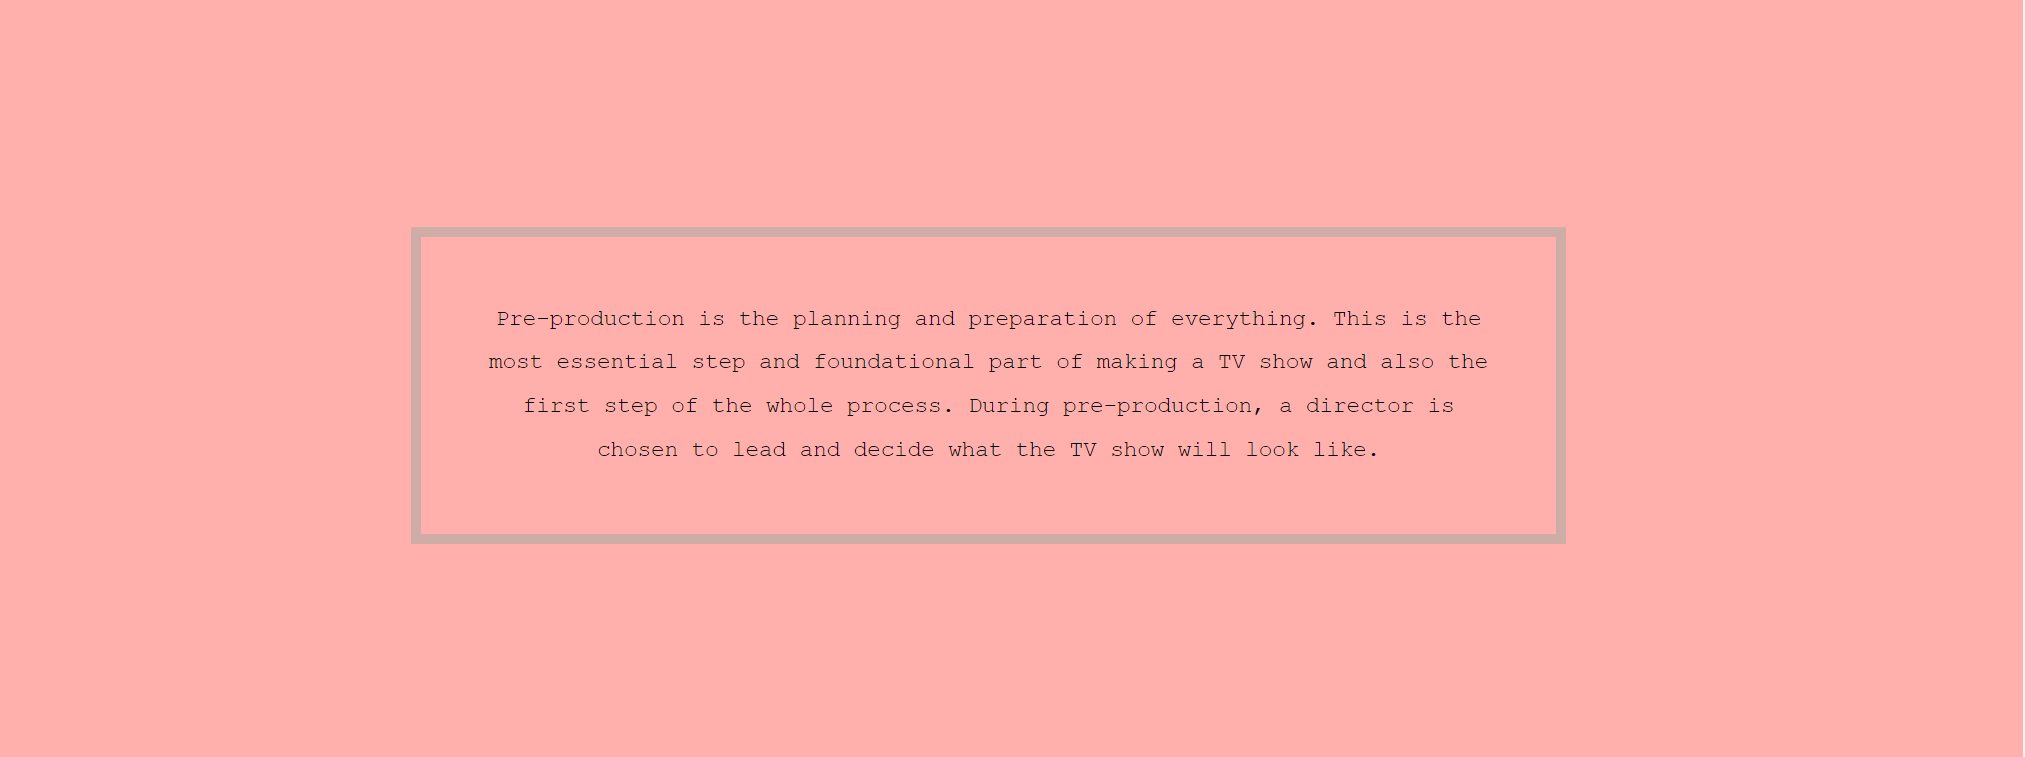 Pre-production is the planning and preparation of everything. This is the
most essential step and foundational part of making a TV show and also the
first step of the whole process. During pre-production, a director is
chosen to lead and decide what the TV show will look like.